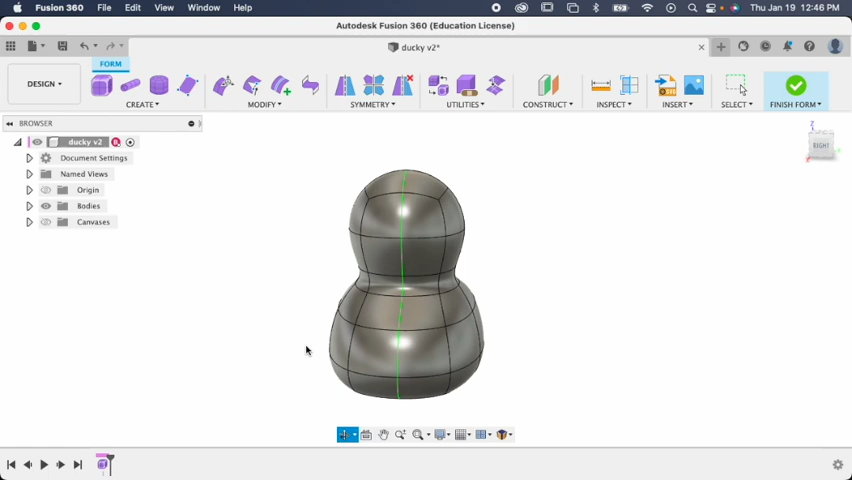 Fusion 360 File Edit View Window Help Thu Jan 19 12:46 PM
Autodesk Fusion 360 (Education License)
ducky v2*
FORM
DESIGN
CREATE MODIFY SYMMETRY UTILITIES CONSTRUCT INSPECT INSERT SELECT FINISH FORM
BROWSER
ducky v2
Document Settings
Named Views
Origin
Bodies
Canvases
Z
RIGHT